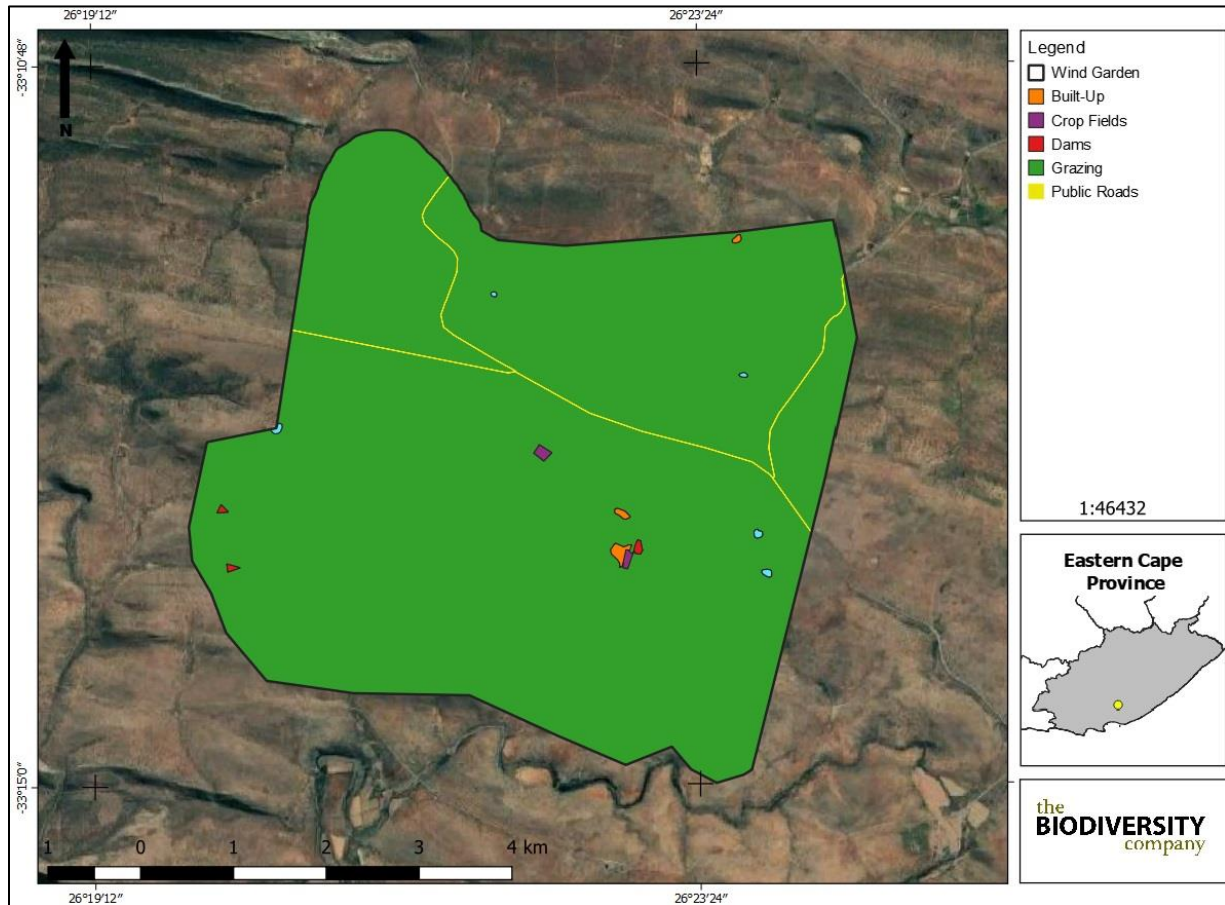 26°19'12"
26°23'24"
-33°10'48"
N
-33°15'0"
1 0 1 2 3 4 km
26°19'12"
26°23'24"
Legend
Wind Garden
Built-Up
Crop Fields
Dams
Grazing
Public Roads
1:46432
Eastern Cape
Province
the
BIODIVERSITY
company